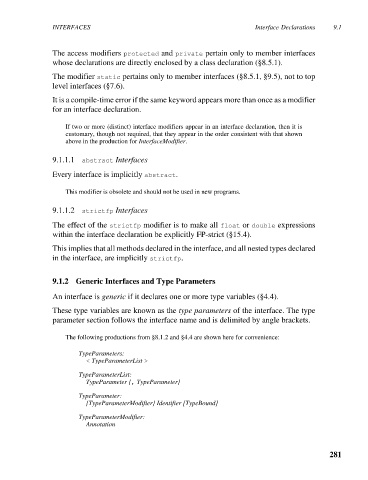 INTERFACES Interface Declarations 9.1
The access modifiers protected and private pertain only to member interfaces
whose declarations are directly enclosed by a class declaration (§8.5.1).
The modifier static pertains only to member interfaces (§8.5.1, §9.5), not to top
level interfaces (§7.6).
It is a compile-time error if the same keyword appears more than once as a modifier
for an interface declaration.
If two or more (distinct) interface modifiers appear in an interface declaration, then it is
customary, though not required, that they appear in the order consistent with that shown
above in the production for InterfaceModifier.
9.1.1.1 abstract Interfaces
Every interface is implicitly abstract.
This modifier is obsolete and should not be used in new programs.
9.1.1.2 strictfp Interfaces
The effect of the strictfp modifier is to make all float or double expressions
within the interface declaration be explicitly FP-strict (§15.4).
This implies that all methods declared in the interface, and all nested types declared
in the interface, are implicitly strictfp.
9.1.2 Generic Interfaces and Type Parameters
An interface is generic if it declares one or more type variables (§4.4).
These type variables are known as the type parameters of the interface. The type
parameter section follows the interface name and is delimited by angle brackets.
The following productions from §8.1.2 and §4.4 are shown here for convenience:
TypeParameters:
< TypeParameterList >
TypeParameterList:
TypeParameter {, TypeParameter}
TypeParameter:
{TypeParameterModifier} Identifier [TypeBound]
TypeParameterModifier:
Annotation
281